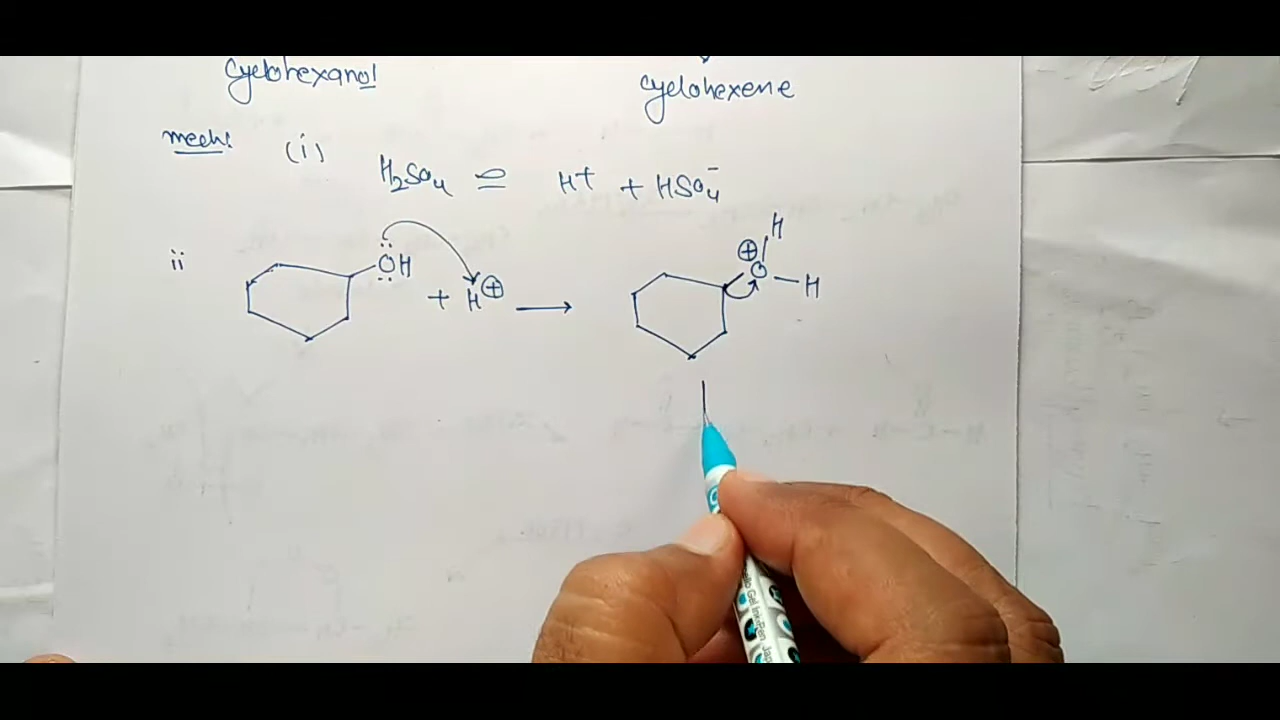 Cyclohexanol cyclohexene
mech: (i)
H₂SO₄ ⇌ H+ + HSO₄⁻
ii ÖH + H⊕ → ⊕ O H H